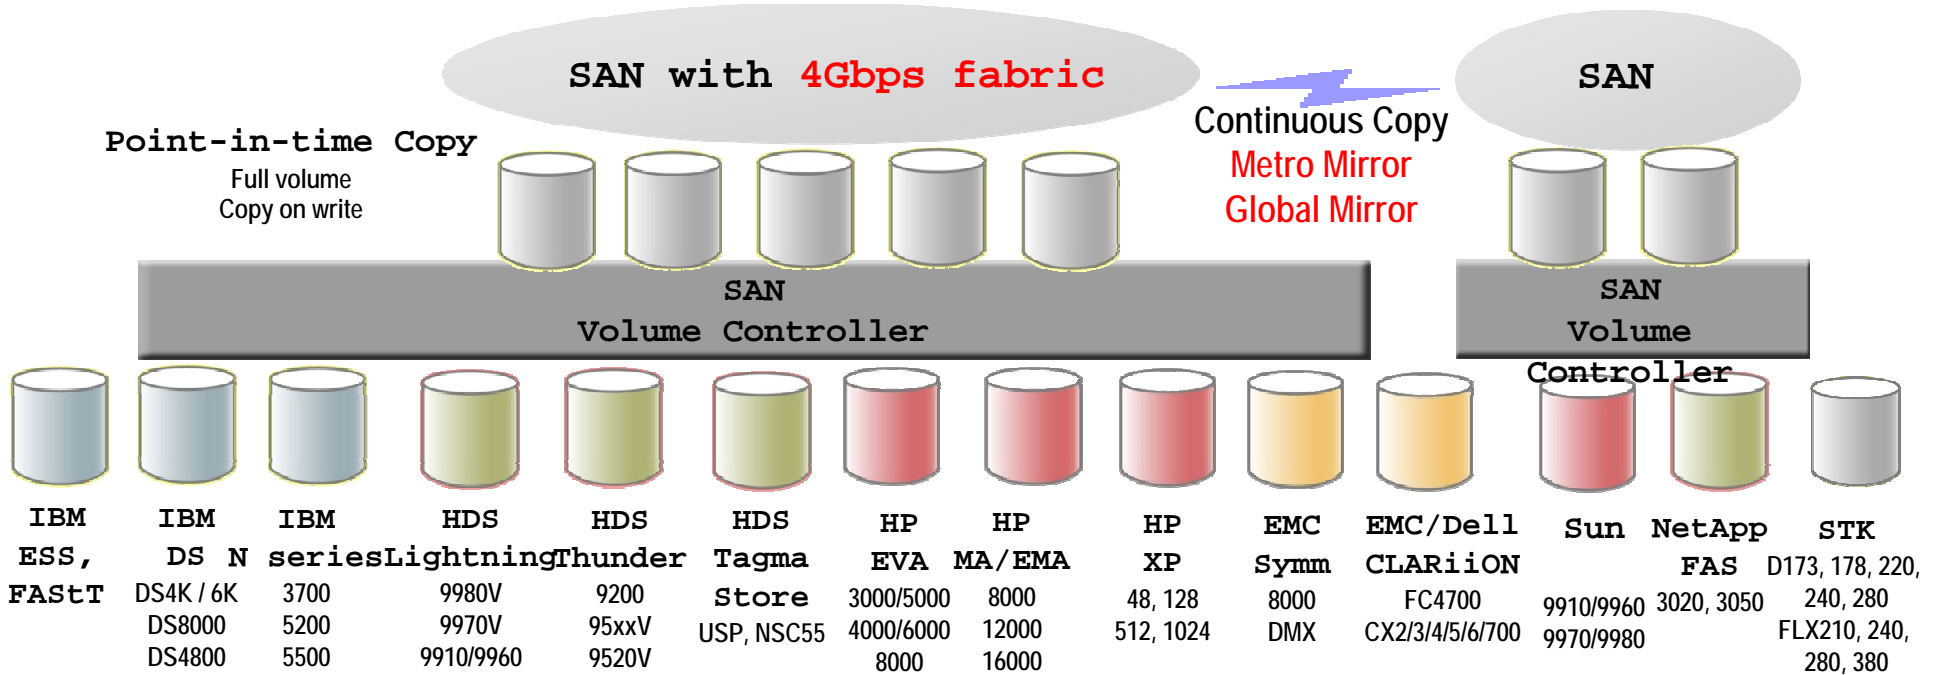 SAN with 4Gbps fabric
SAN
Continuous Copy
Metro Mirror
Global Mirror
Point-in-time Copy
Full volume
Copy on write
SAN
Volume Controller
SAN
Volume
Controller
IBM
ESS,
FAStT
IBM
DS
DS4K / 6K
DS8000
DS4800
IBM
N series
3700
5200
5500
HDS
Lightning
9980V
9970V
9910/9960
HDS
Thunder
9200
95xxV
9520V
HDS
Tagma
Store
USP, NSC55
HP
EVA
3000/5000
4000/6000
8000
HP
MA/EMA
8000
12000
16000
HP
XP
48, 128
512, 1024
EMC
Symm
8000
DMX
EMC/Dell
CLARiiON
FC4700
CX2/3/4/5/6/700
Sun
9910/9960
9970/9980
NetApp
FAS
3020, 3050
STK
D173, 178, 220,
240, 280
FLX210, 240,
280, 380